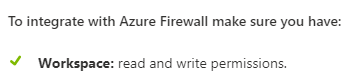 To integrate with Azure Firewall make sure you have:
Workspace: read and write permissions.